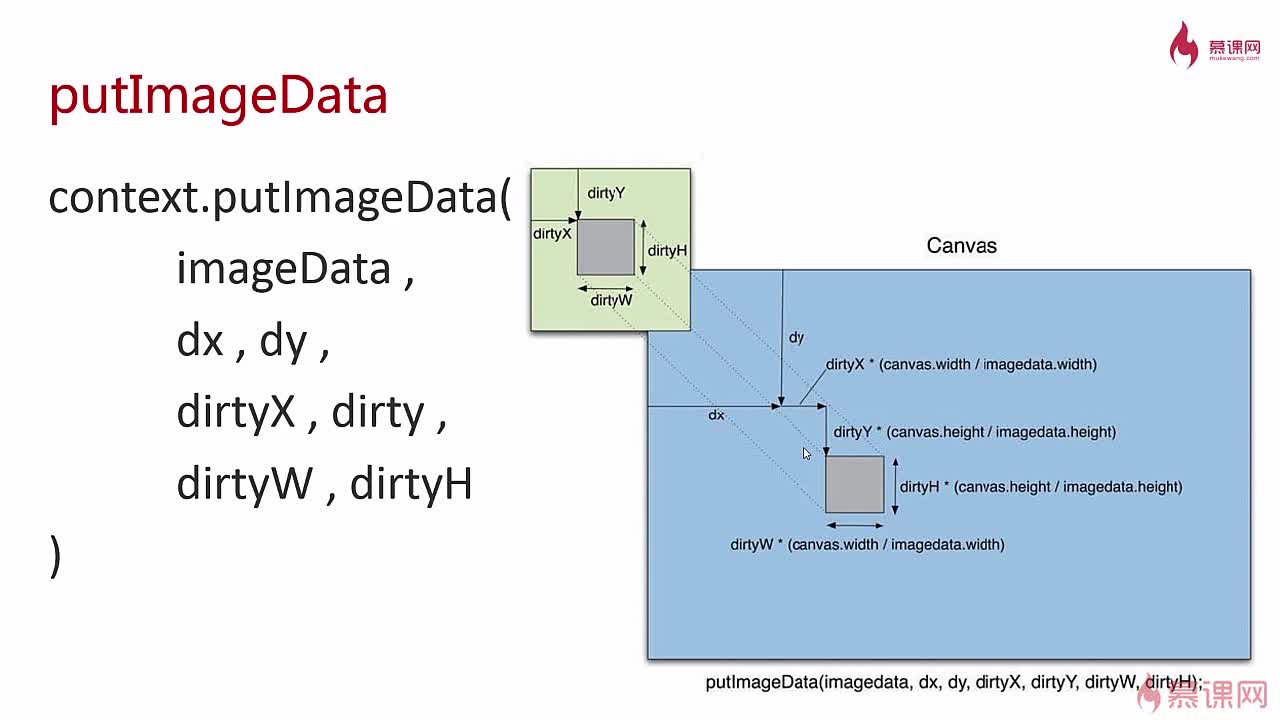 慕课网
mukewang.com
putImageData
context.putImageData(
imageData ,
dx , dy ,
dirtyX , dirty ,
dirtyW , dirtyH
)
dirtyY
dirtyX
dirtyH
dirtyW
Canvas
dy
dirtyX * (canvas.width / imagedata.width)
dx
dirtyY * (canvas.height / imagedata.height)
dirtyH * (canvas.height / imagedata.height)
dirtyW * (canvas.width / imagedata.width)
putImageData(imagedata, dx, dy, dirtyX, dirtyY, dirtyW, dirtyH);
慕课网